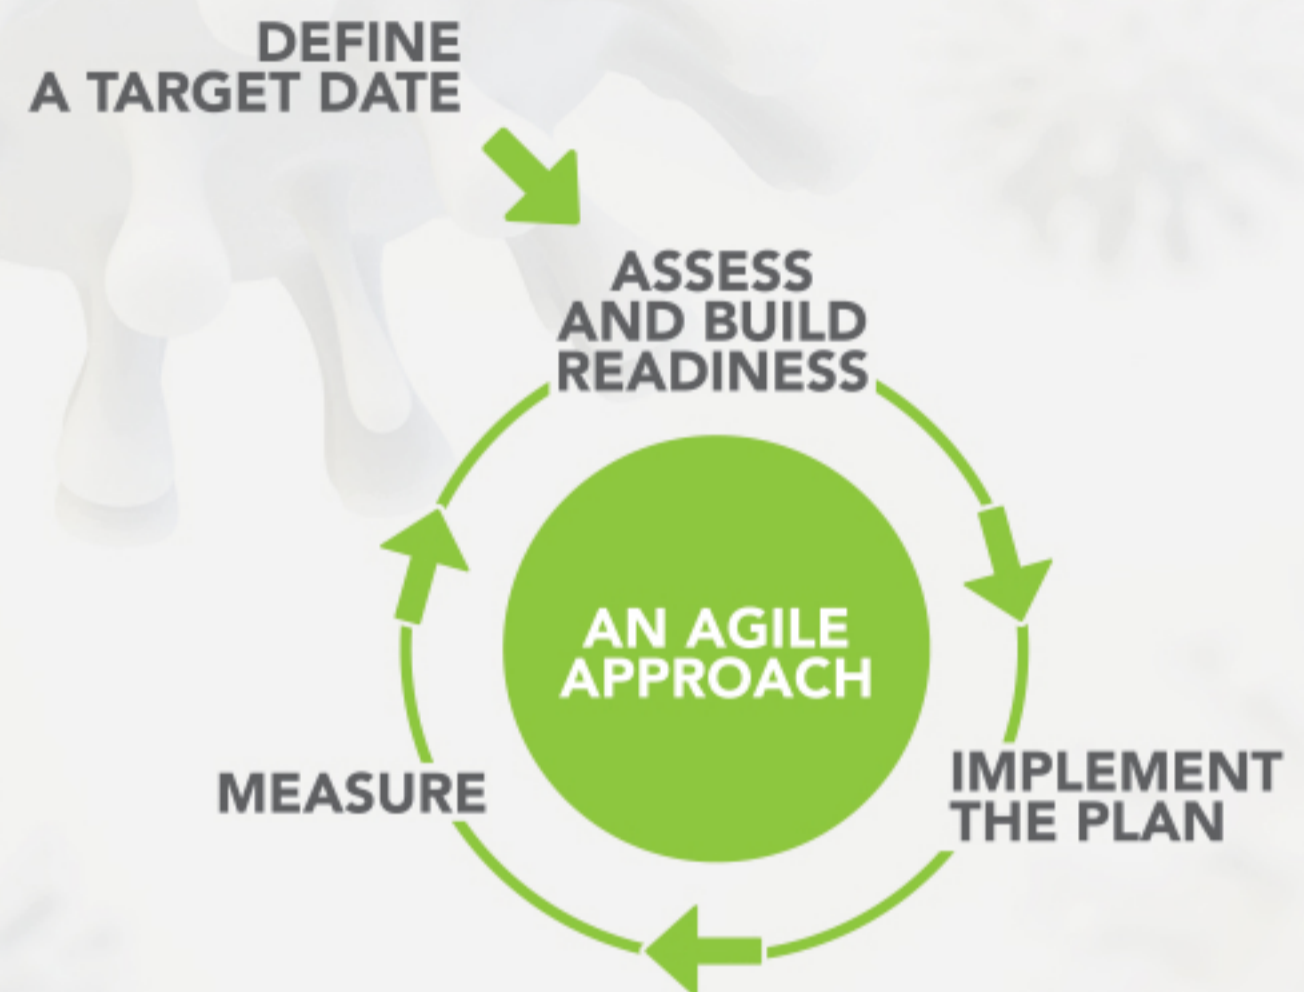 DEFINE
A TARGET DATE
ASSESS
AND BUILD
READINESS
AN AGILE
APPROACH
IMPLEMENT
THE PLAN
MEASURE